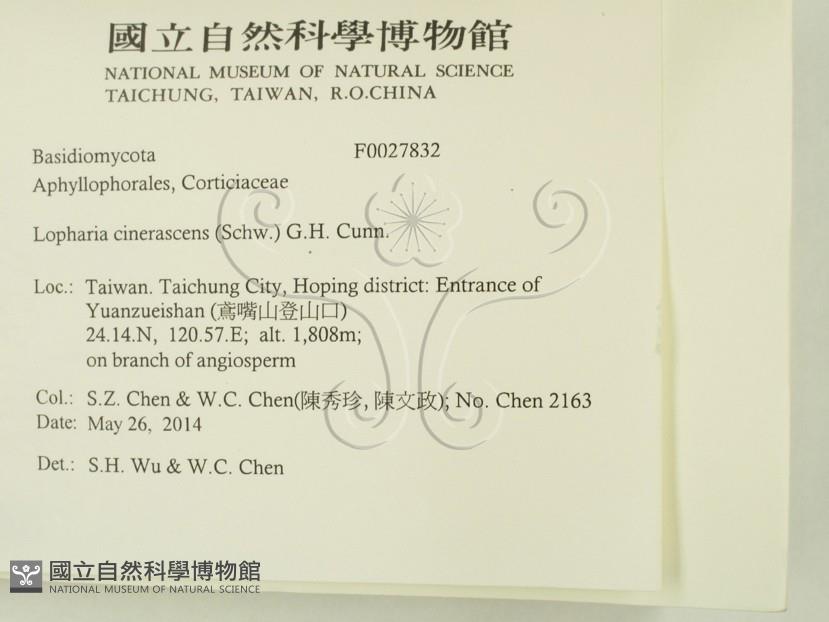 國立自然科學博物館
NATIONAL MUSEUM OF NATURAL SCIENCE
TAICHUNG, TAIWAN, R.O.CHINA
Basidiomycota F0027832
Aphyllophorales, Corticiaceae
Lopharia cinerascens (Schw.) G.H. Cunn.
Loc.: Taiwan. Taichung City, Hoping district: Entrance of
Yuanzueishan (鳶嘴山登山口)
24.14.N, 120.57.E; alt. 1,808m;
on branch of angiosperm
Col.: S.Z. Chen & W.C. Chen(陳秀珍, 陳文政); No. Chen 2163
Date: May 26, 2014
Det.: S.H. Wu & W.C. Chen
國立自然科學博物館
NATIONAL MUSEUM OF NATURAL SCIENCE